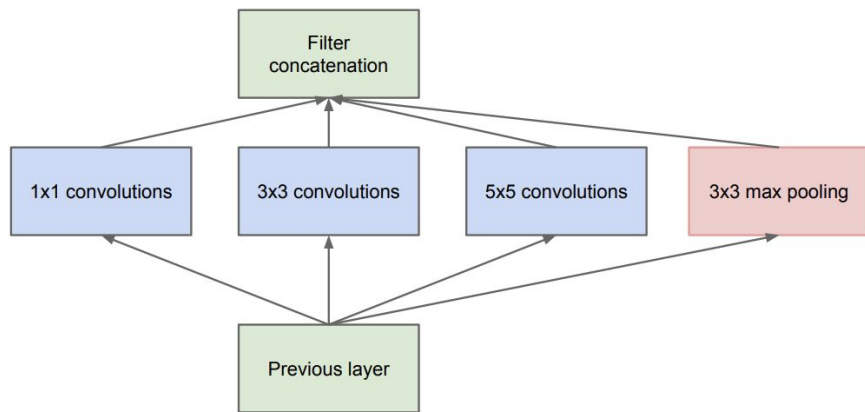 Filter
concatenation
1x1 convolutions
3x3 convolutions
5x5 convolutions
3x3 max pooling
Previous layer